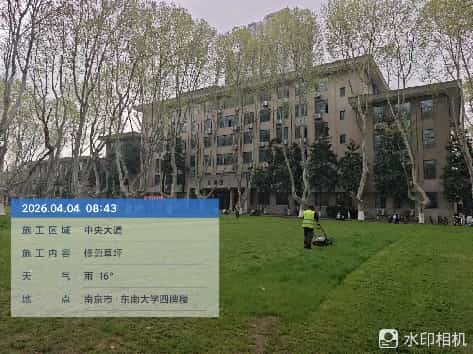 2026.04.04 08:43
施工区域 中央大道
施工内容 修剪草坪
天 气 雨 16°
地 点 南京市·东南大学四牌楼
水印相机